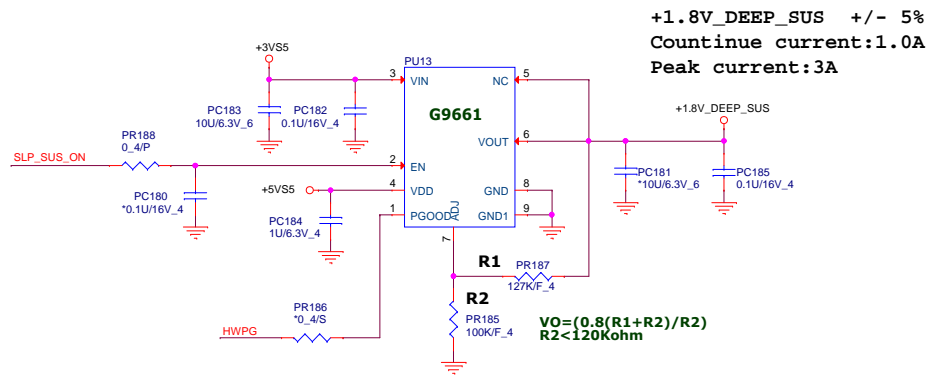 +1.8V_DEEP_SUS +/- 5%
Countinue current:1.0A
Peak current:3A
+3VS5
PU13
3
VIN
NC
5
G9661
PC183
10U/6.3V_6
PC182
0.1U/16V_4
+1.8V_DEEP_SUS
PR188
0_4/P
VOUT
6
SLP_SUS_ON
2
EN
PC181
*10U/6.3V_6
PC185
0.1U/16V_4
PC180
*0.1U/16V_4
+5VS5
4
VDD
GND
8
1
PGOOD
ADJ
GND1
9
PC184
1U/6.3V_4
7
R1
PR187
127K/F_4
R2
PR185
100K/F_4
PR186
*0_4/S
HWPG
VO=(0.8(R1+R2)/R2)
R2<120Kohm